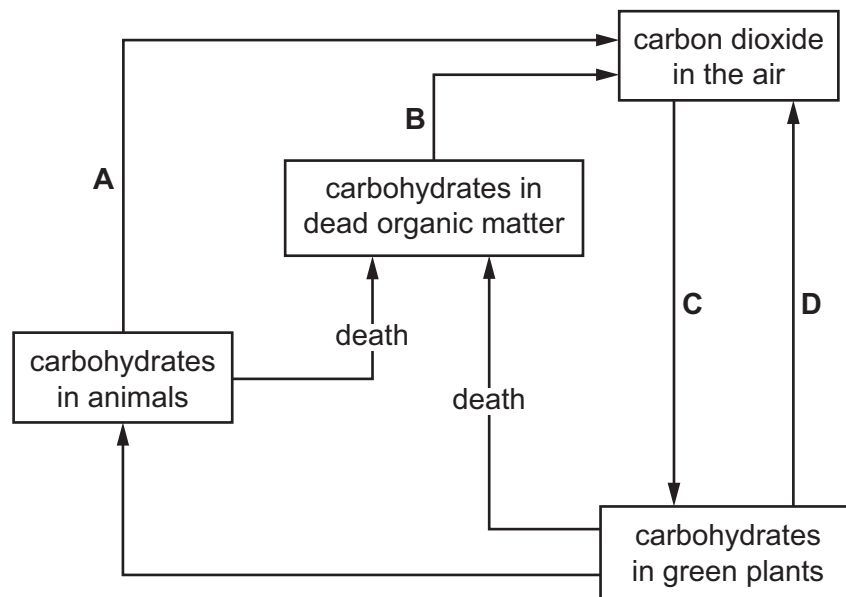 carbon dioxide
in the air
B
A
carbohydrates in
dead organic matter
C
D
death
carbohydrates
in animals
death
carbohydrates
in green plants